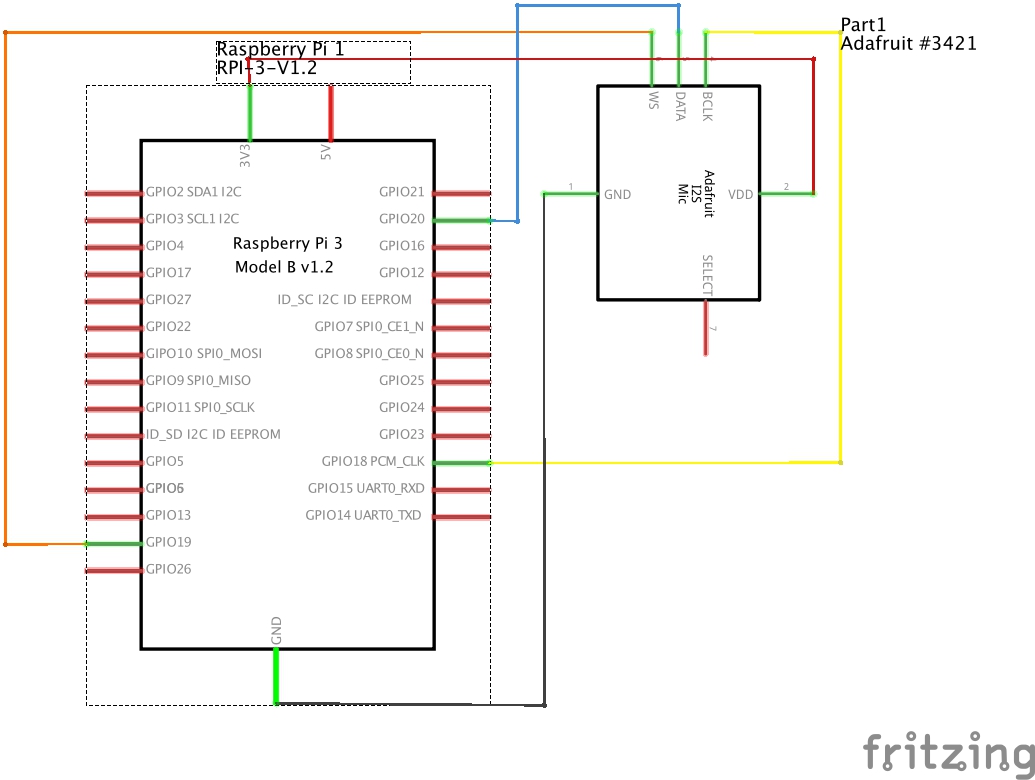 Raspberry Pi 1
RPI-3-V1.2
Part1
Adafruit #3421
3V3
5V
GPIO2 SDA1 I2C
GPIO3 SCL1 I2C
GPIO4
GPIO17
GPIO27
GPIO22
GIPO10 SPI0_MOSI
GPIO9 SPI0_MISO
GPIO11 SPI0_SCLK
ID_SD I2C ID EEPROM
GPIO5
GPIO6
GPIO13
GPIO19
GPIO26
Raspberry Pi 3
Model B v1.2
GPIO21
GPIO20
GPIO16
GPIO12
ID_SC I2C ID EEPROM
GPIO7 SPI0_CE1_N
GPIO8 SPI0_CE0_N
GPIO25
GPIO24
GPIO23
GPIO18 PCM_CLK
GPIO15 UART0_RXD
GPIO14 UART0_TXD
GND
WS
DATA
BCLK
1
GND
Adafruit
I2S
Mic
VDD
2
SELECT
7
fritzing